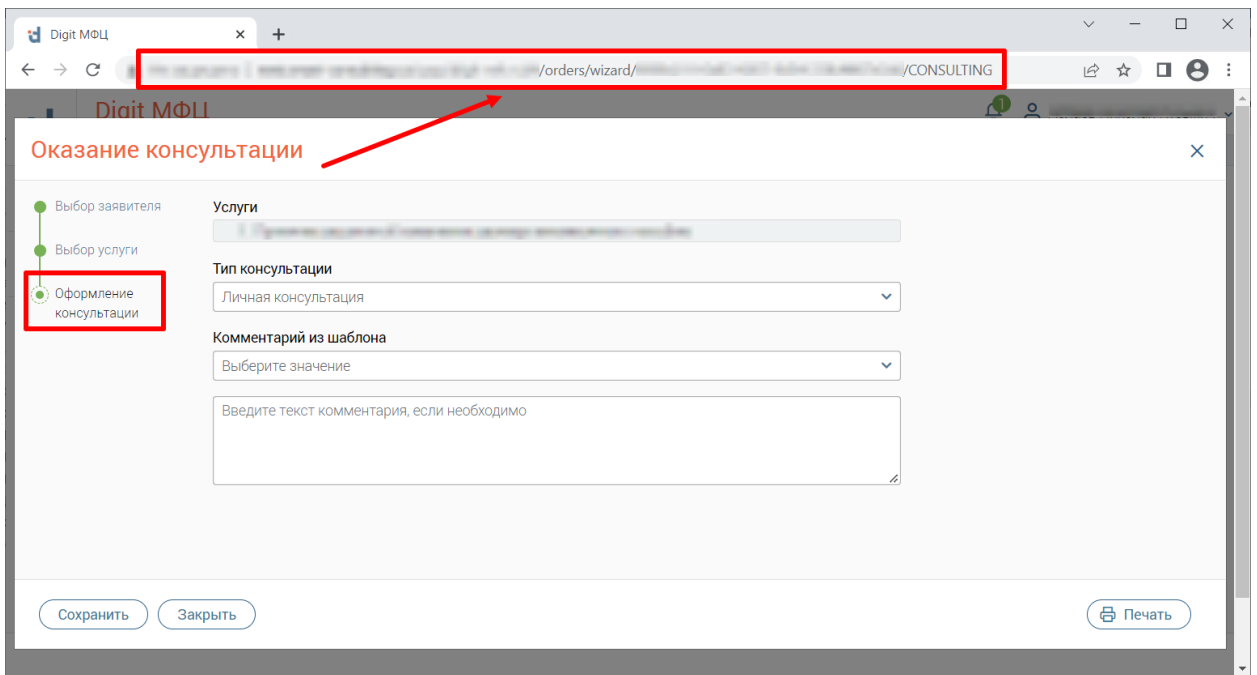 Digit МФЦ
/orders/wizard/
/CONSULTING
Digit МФЦ
1
Оказание консультации
Выбор заявителя
Выбор услуги
Оформление
консультации
Услуги
Тип консультации
Личная консультация
Комментарий из шаблона
Выберите значение
Введите текст комментария, если необходимо
Сохранить
Закрыть
Печать